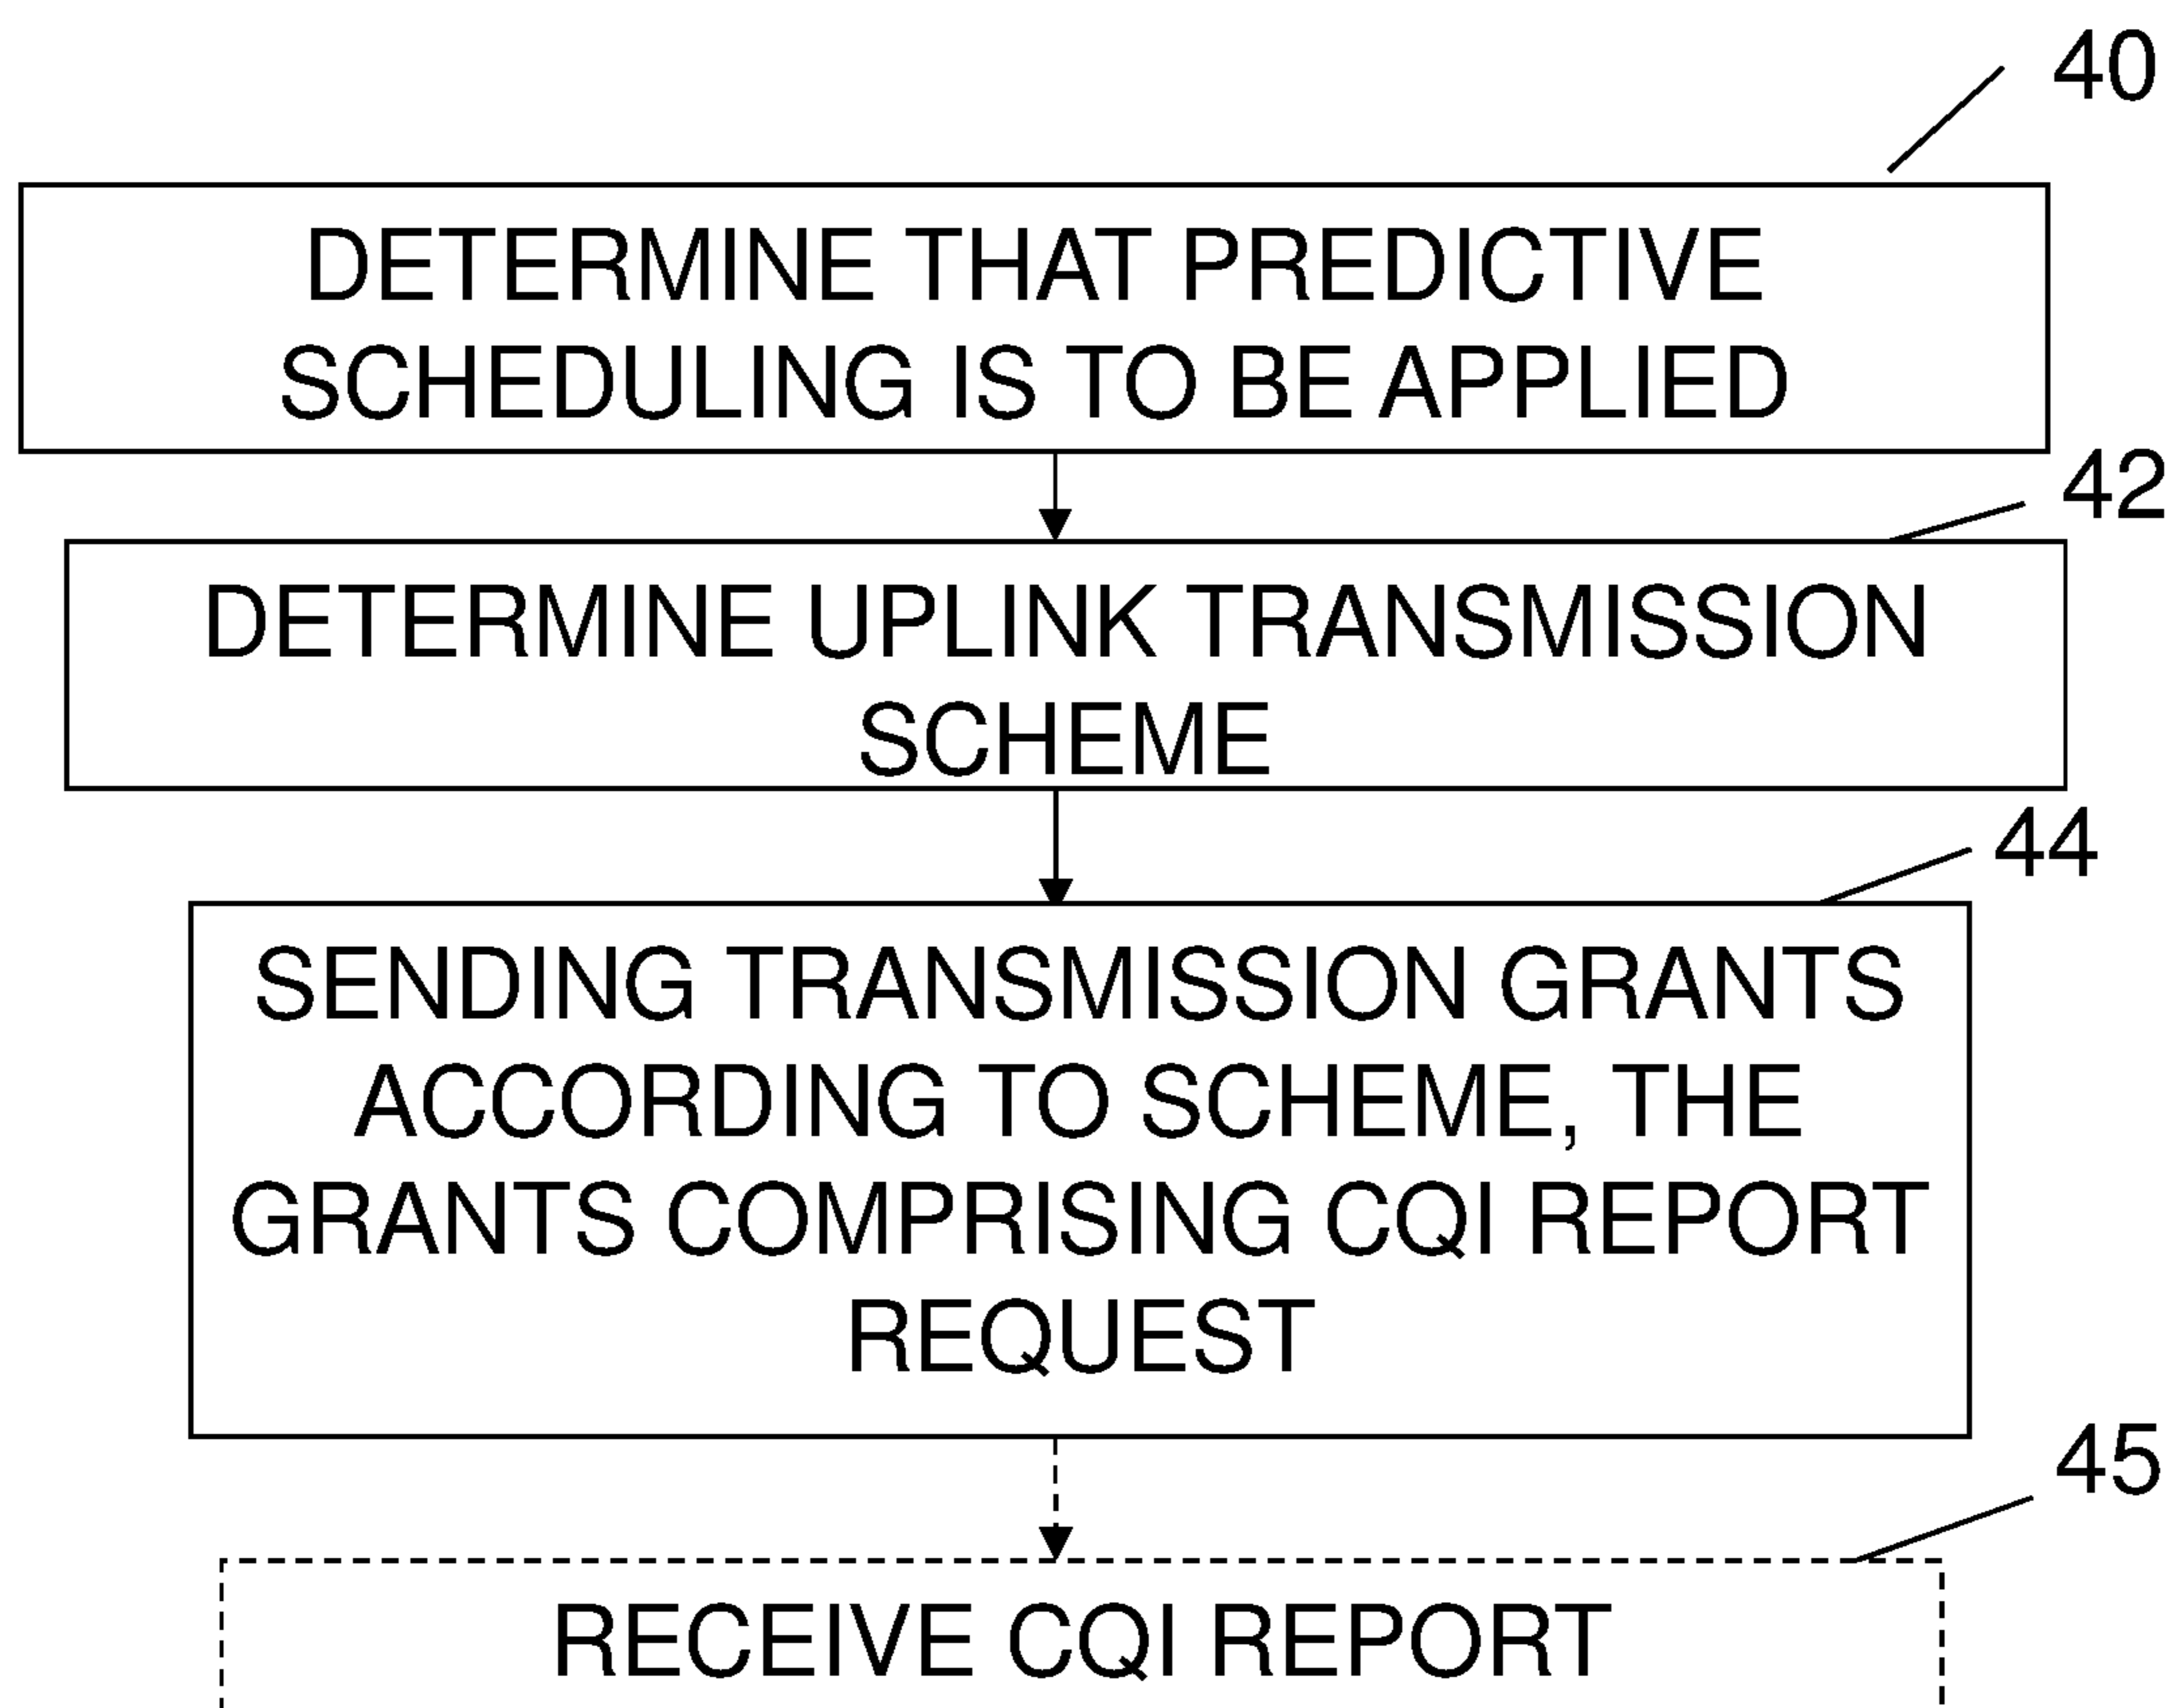 40
DETERMINE THAT PREDICTIVE
SCHEDULING IS TO BE APPLIED
42
DETERMINE UPLINK TRANSMISSION
SCHEME
44
SENDING TRANSMISSION GRANTS
ACCORDING TO SCHEME, THE
GRANTS COMPRISING CQI REPORT
REQUEST
45
RECEIVE CQI REPORT